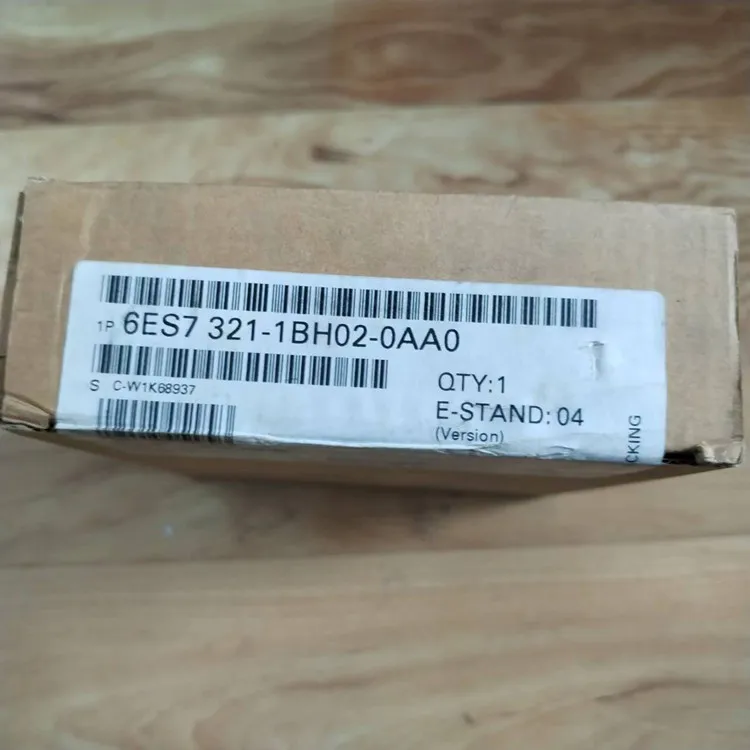 1P 6ES7 321-1BH02-0AA0
S C-W1K68937
QTY:1
E-STAND: 04
(Version)
CKING